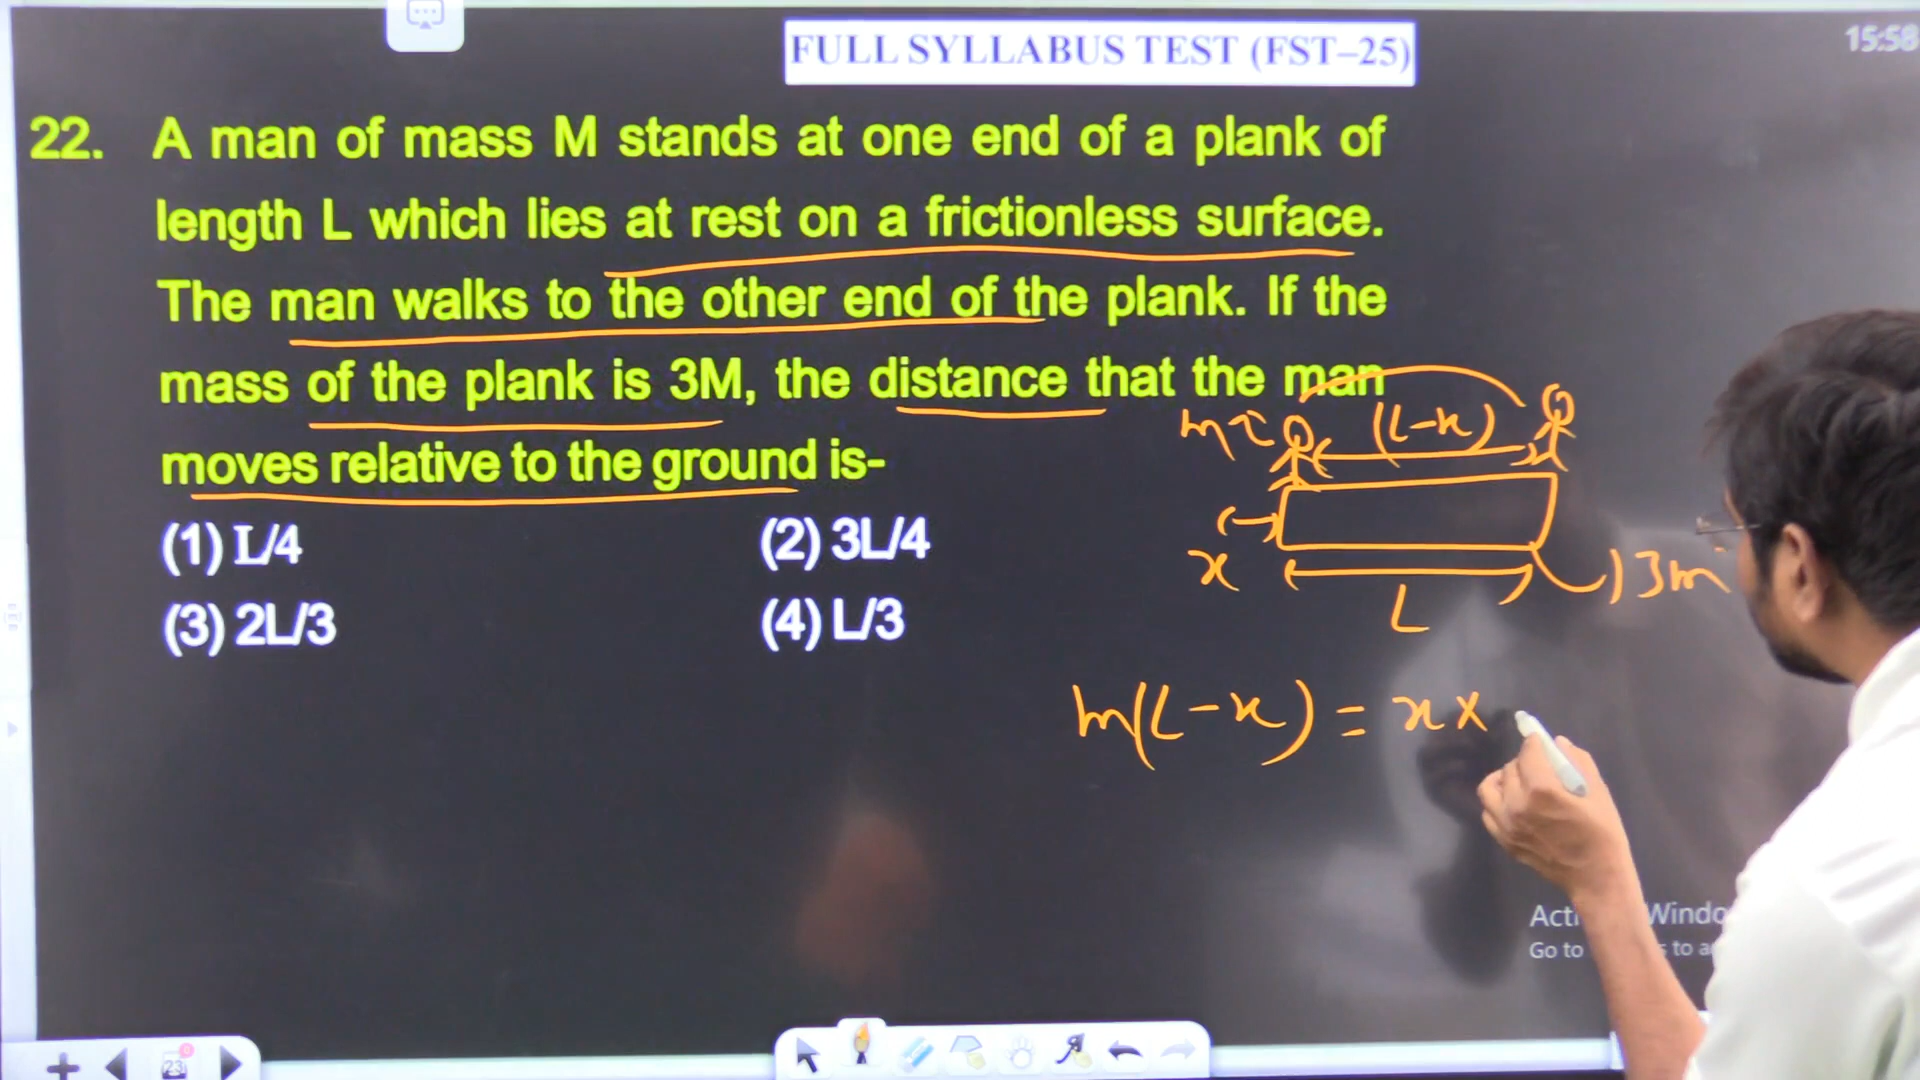 FULL SYLLABUS TEST (FST–25)
15:58
22. A man of mass M stands at one end of a plank of
length L which lies at rest on a frictionless surface.
The man walks to the other end of the plank. If the
mass of the plank is 3M, the distance that the man
moves relative to the ground is-
(1) L/4 (2) 3L/4
(3) 2L/3 (4) L/3
(L-x)
x
L
3m
m(L-x) = x×
Go to
23